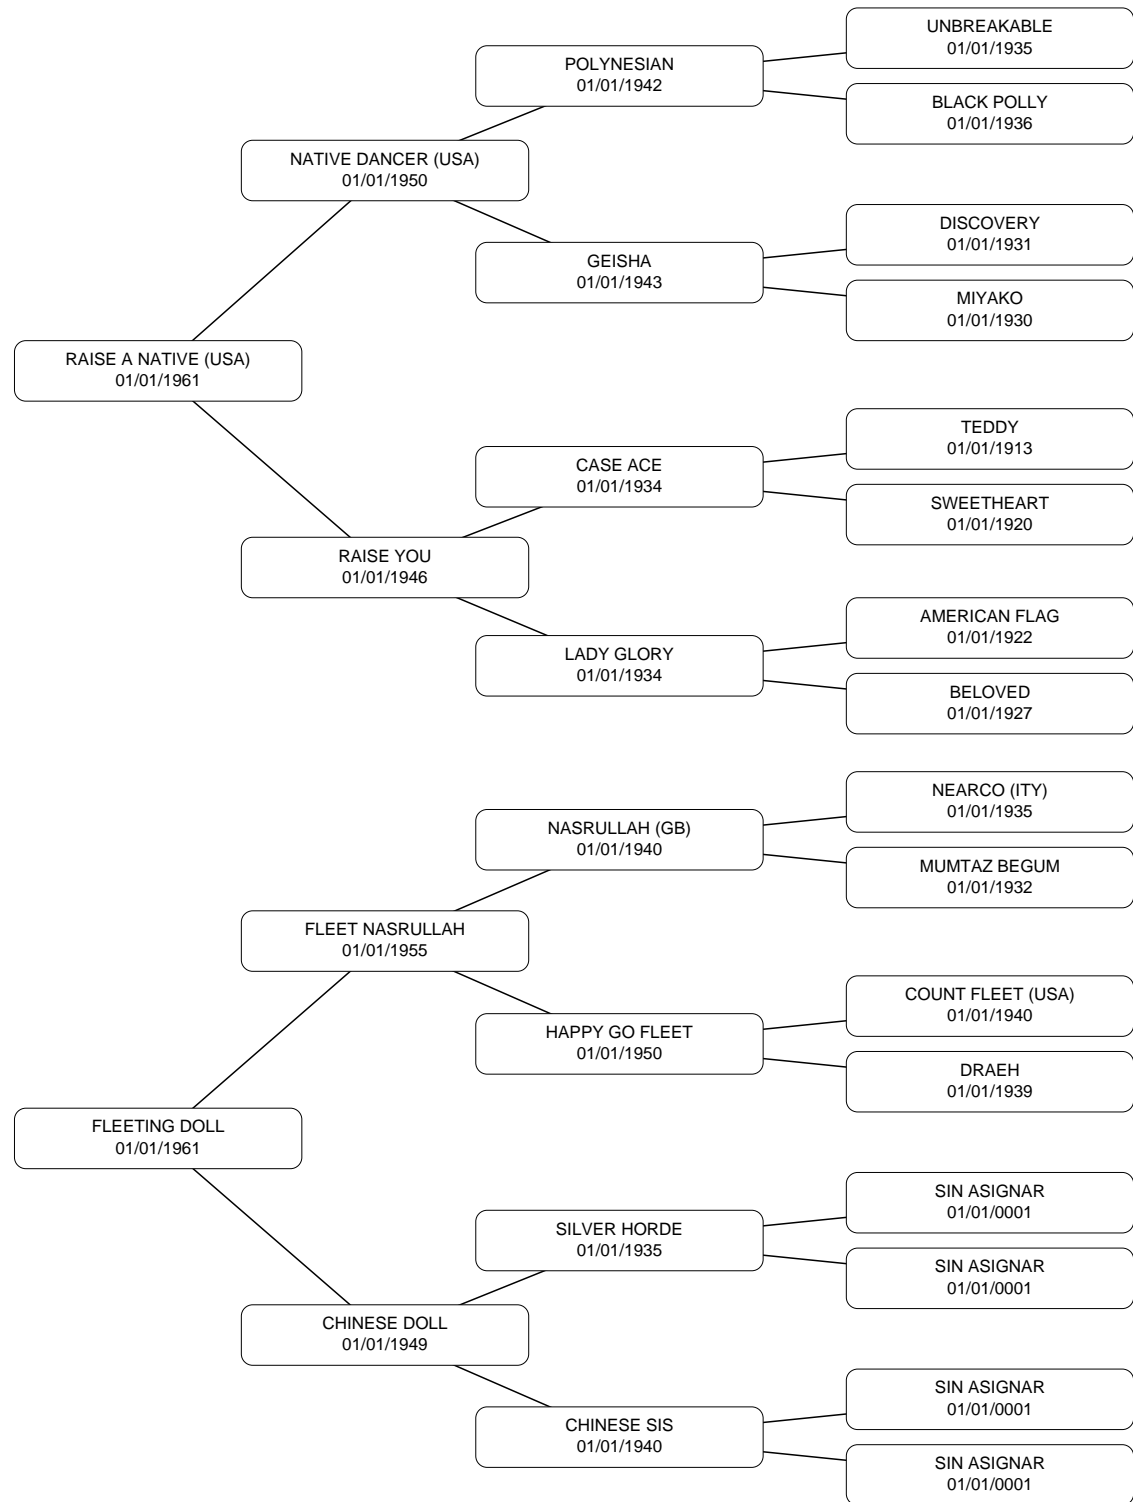 UNBREAKABLE
01/01/1935
POLYNESIAN
01/01/1942
BLACK POLLY
01/01/1936
NATIVE DANCER (USA)
01/01/1950
DISCOVERY
01/01/1931
GEISHA
01/01/1943
MIYAKO
01/01/1930
RAISE A NATIVE (USA)
01/01/1961
TEDDY
01/01/1913
CASE ACE
01/01/1934
SWEETHEART
01/01/1920
RAISE YOU
01/01/1946
AMERICAN FLAG
01/01/1922
LADY GLORY
01/01/1934
BELOVED
01/01/1927
NEARCO (ITY)
01/01/1935
NASRULLAH (GB)
01/01/1940
MUMTAZ BEGUM
01/01/1932
FLEET NASRULLAH
01/01/1955
COUNT FLEET (USA)
01/01/1940
HAPPY GO FLEET
01/01/1950
DRAEH
01/01/1939
FLEETING DOLL
01/01/1961
SIN ASIGNAR
01/01/0001
SILVER HORDE
01/01/1935
SIN ASIGNAR
01/01/0001
CHINESE DOLL
01/01/1949
SIN ASIGNAR
01/01/0001
CHINESE SIS
01/01/1940
SIN ASIGNAR
01/01/0001